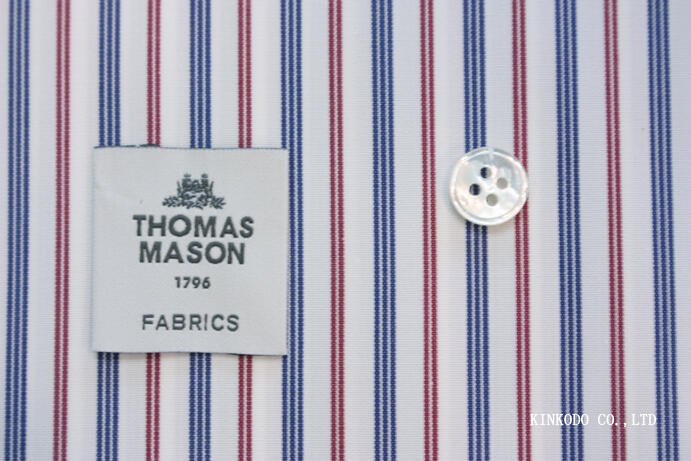 THOMAS
MASON
1796
FABRICS
KINKODO CO.,LTD